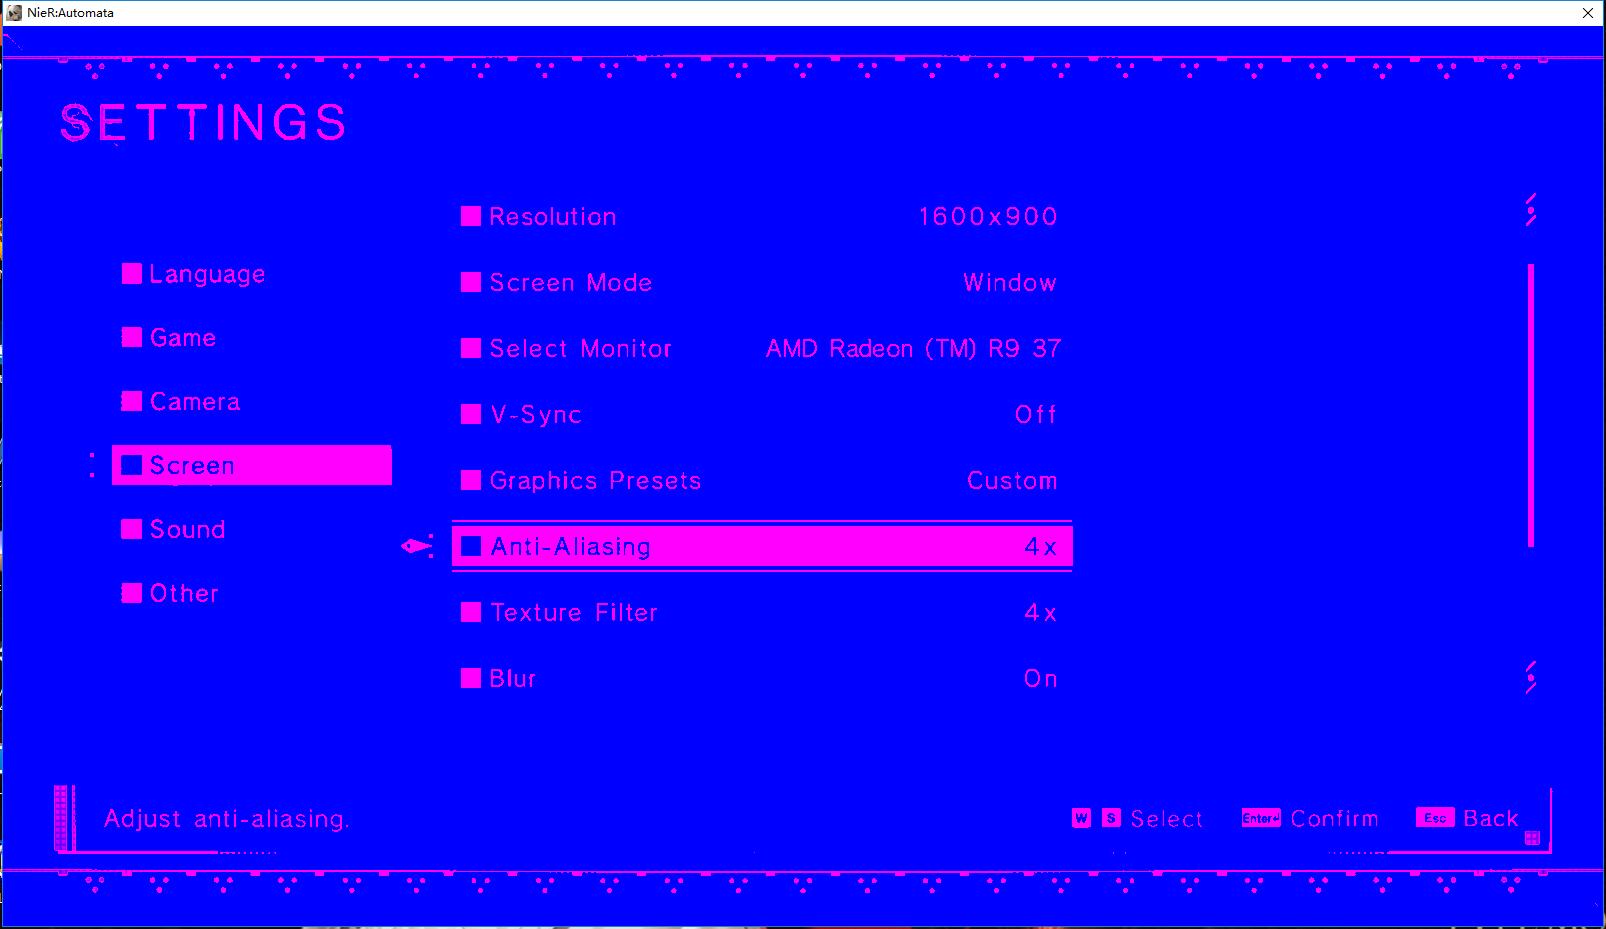 NieR:Automata
SETTINGS
Language
Game
Camera
Screen
Sound
Other
Resolution 1600x900
Screen Mode Window
Select Monitor AMD Radeon (TM) R9 37
V-Sync Off
Graphics Presets Custom
Anti-Aliasing 4x
Texture Filter 4x
Blur On
Adjust anti-aliasing.
W S Select Enter↵ Confirm Esc Back